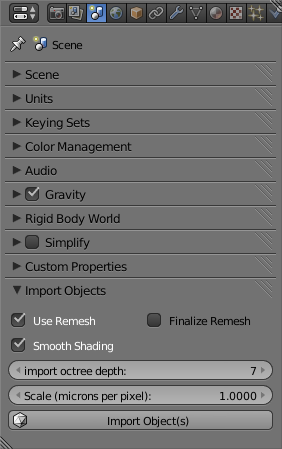 Scene
Scene
Units
Keying Sets
Color Management
Audio
Gravity
Rigid Body World
Simplify
Custom Properties
Import Objects
Use Remesh Finalize Remesh
Smooth Shading
import octree depth: 7
Scale (microns per pixel): 1.0000
Import Object(s)